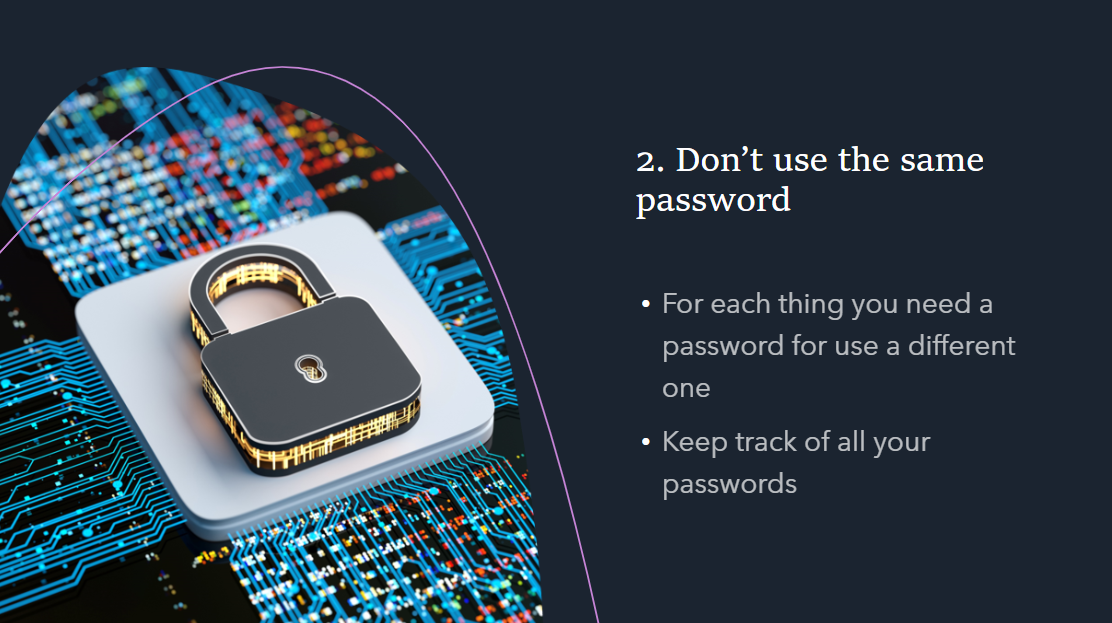 2. Don’t use the same
password
• For each thing you need a
password for use a different
one
• Keep track of all your
passwords